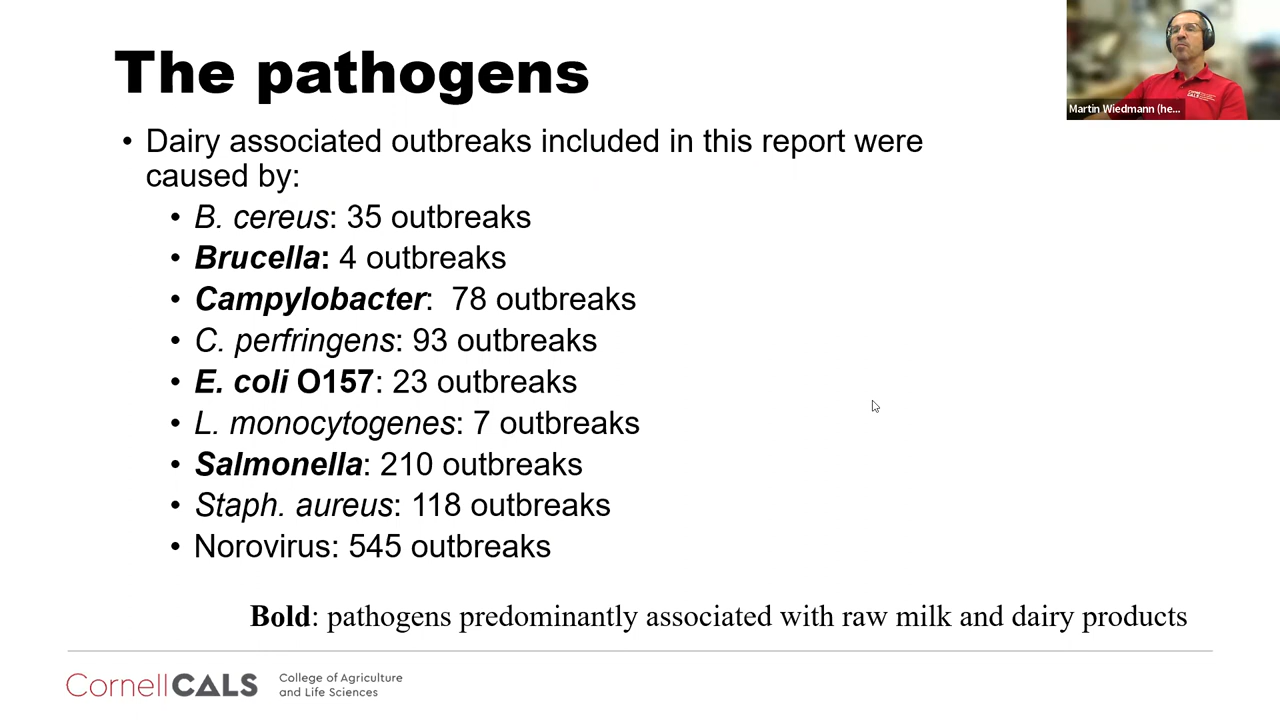 The pathogens
Martin Wiedmann (he...
• Dairy associated outbreaks included in this report were
caused by:
• B. cereus: 35 outbreaks
• Brucella: 4 outbreaks
• Campylobacter:  78 outbreaks
• C. perfringens: 93 outbreaks
• E. coli O157: 23 outbreaks
• L. monocytogenes: 7 outbreaks
• Salmonella: 210 outbreaks
• Staph. aureus: 118 outbreaks
• Norovirus: 545 outbreaks
Bold: pathogens predominantly associated with raw milk and dairy products
CornellCALS
College of Agriculture
and Life Sciences